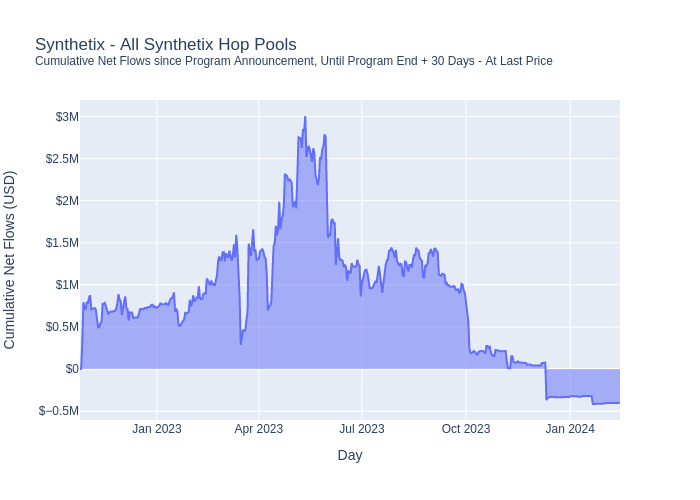 Synthetix - All Synthetix Hop Pools
Cumulative Net Flows since Program Announcement, Until Program End + 30 Days - At Last Price
Cumulative Net Flows (USD)
$3M
$2.5M
$2M
$1.5M
$1M
$0.5M
$0
$−0.5M
Jan 2023
Apr 2023
Jul 2023
Oct 2023
Jan 2024
Day